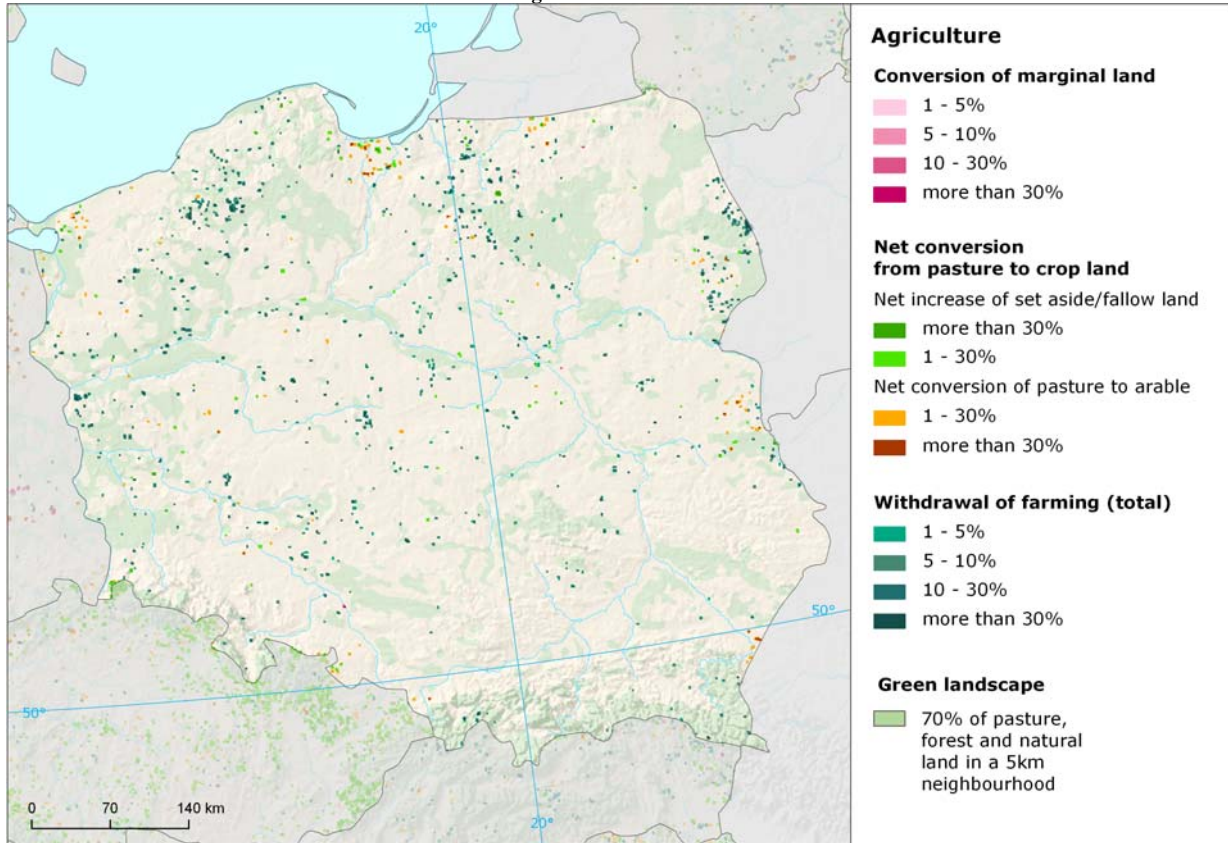 20°
50°
50°
20°
0 70 140 km
Agriculture
Conversion of marginal land
1 - 5%
5 - 10%
10 - 30%
more than 30%
Net conversion
from pasture to crop land
Net increase of set aside/fallow land
more than 30%
1 - 30%
Net conversion of pasture to arable
1 - 30%
more than 30%
Withdrawal of farming (total)
1 - 5%
5 - 10%
10 - 30%
more than 30%
Green landscape
70% of pasture,
forest and natural
land in a 5km
neighbourhood